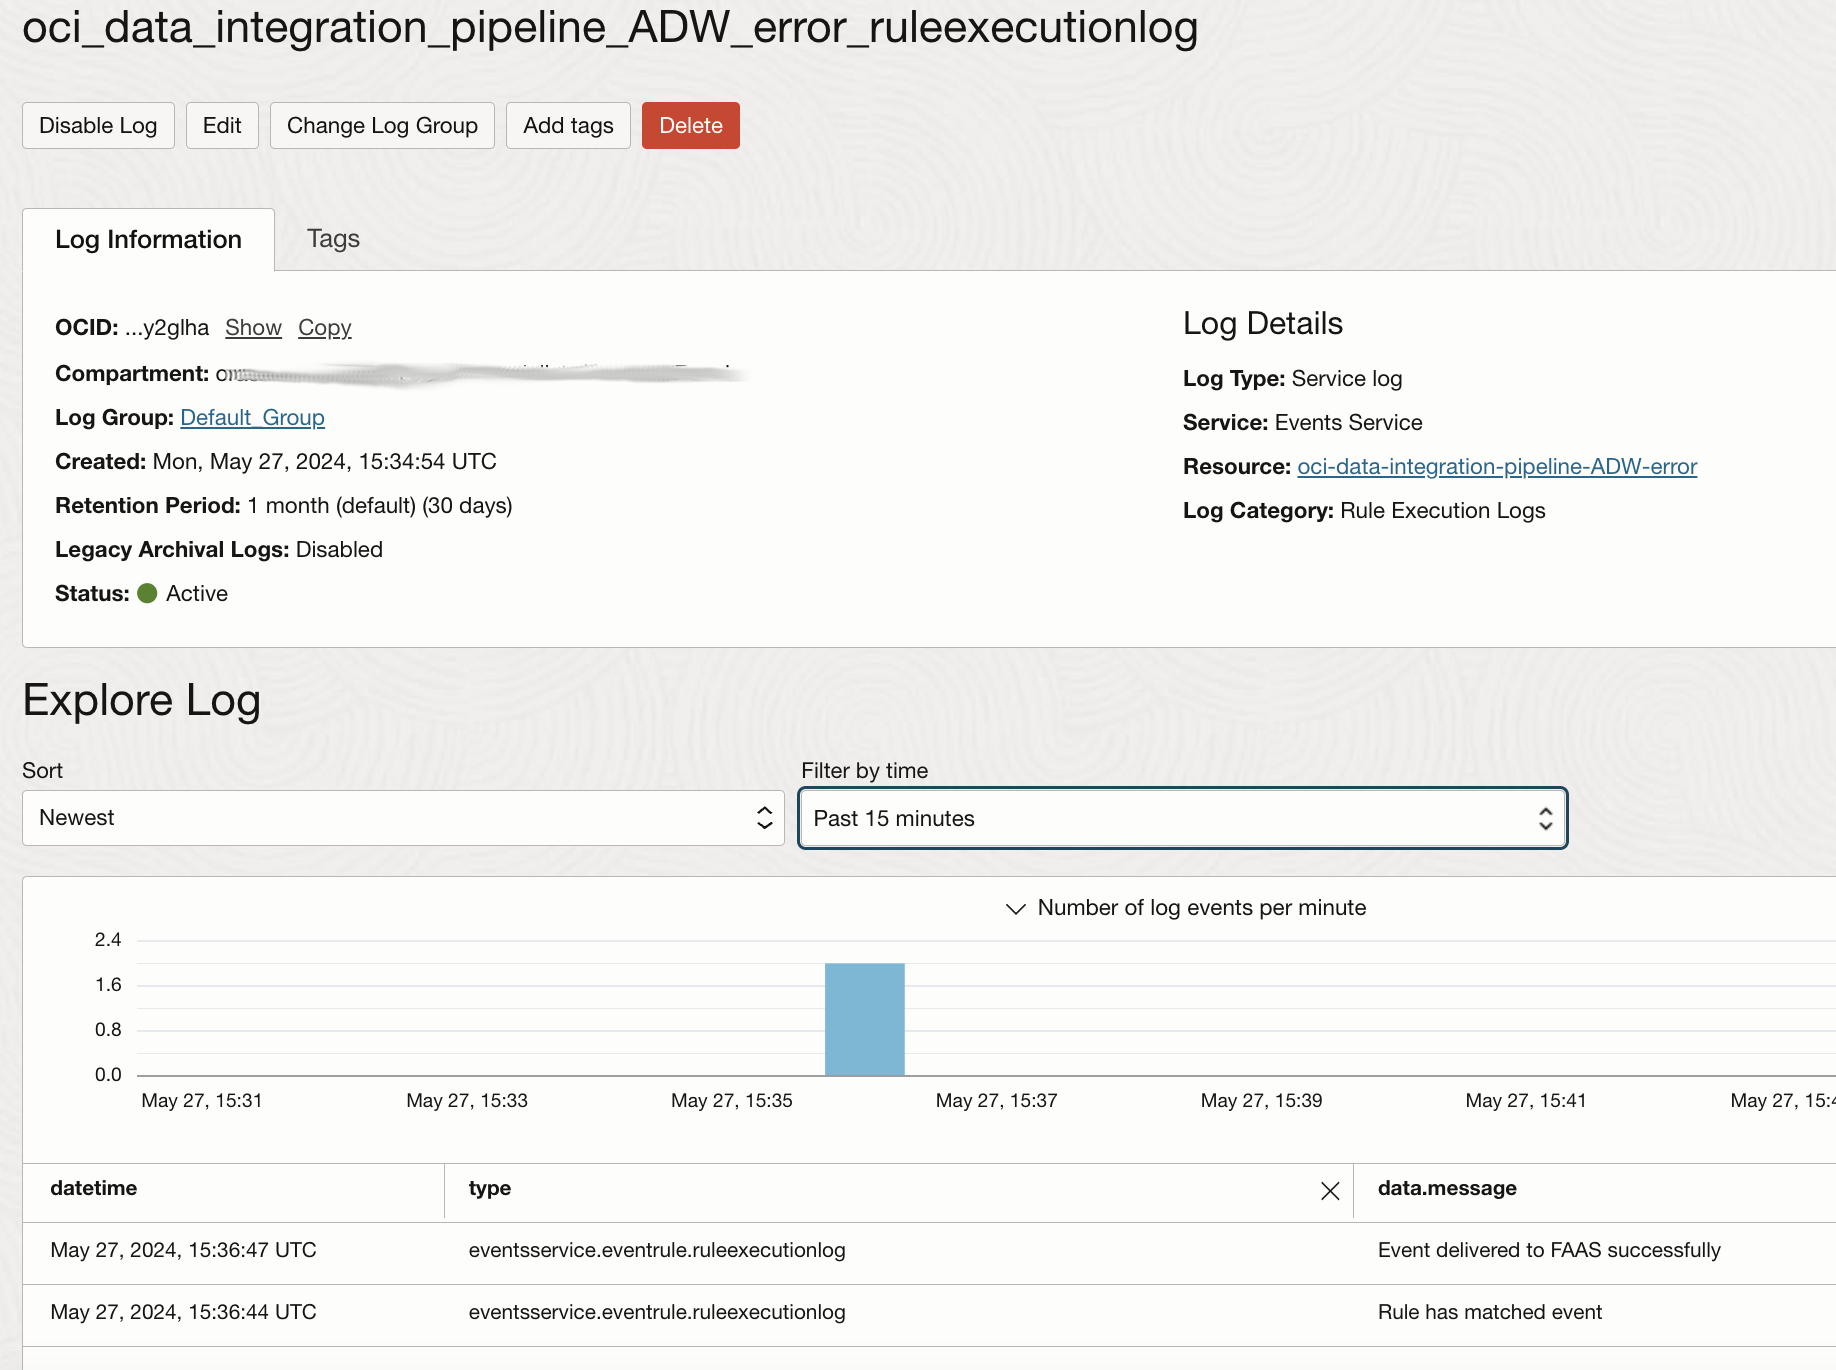 oci_data_integration_pipeline_ADW_error_ruleexecutionlog
Disable Log Edit Change Log Group Add tags Delete
Log Information Tags
OCID: ...y2glha Show Copy
Compartment:
Log Group: Default_Group
Created: Mon, May 27, 2024, 15:34:54 UTC
Retention Period: 1 month (default) (30 days)
Legacy Archival Logs: Disabled
Status: Active
Log Details
Log Type: Service log
Service: Events Service
Resource: oci-data-integration-pipeline-ADW-error
Log Category: Rule Execution Logs
Explore Log
Sort
Newest
Filter by time
Past 15 minutes
Number of log events per minute
2.4
1.6
0.8
0.0
May 27, 15:31 May 27, 15:33 May 27, 15:35 May 27, 15:37 May 27, 15:39 May 27, 15:41 May 27,
datetime type data.message
May 27, 2024, 15:36:47 UTC eventsservice.eventrule.ruleexecutionlog Event delivered to FAAS successfully
May 27, 2024, 15:36:44 UTC eventsservice.eventrule.ruleexecutionlog Rule has matched event